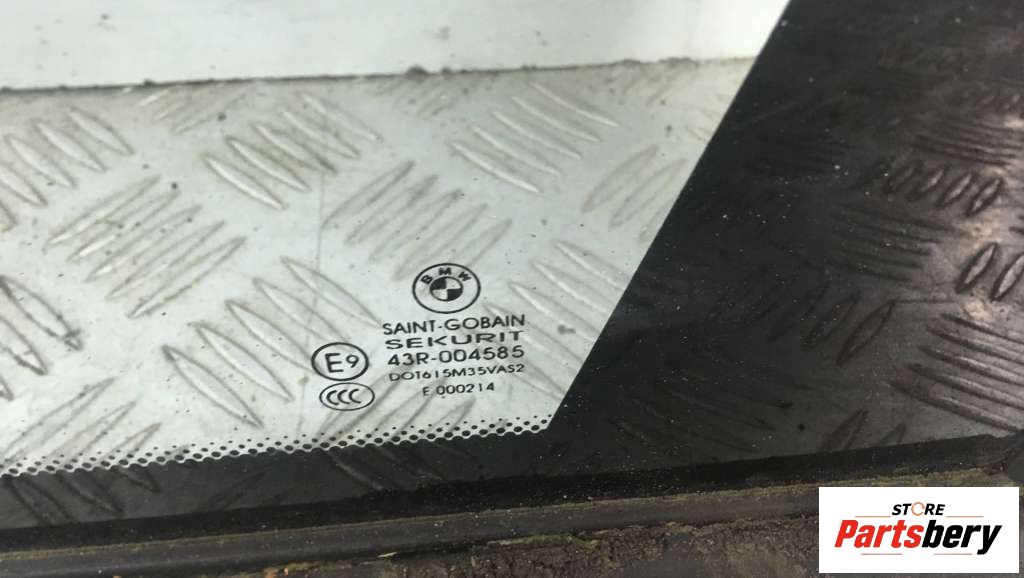 BMW
SAINT-GOBAIN
SEKURIT
E9 43R-004585
DOT615M35VAS2
CCC E 000214
STORE
Partsbery